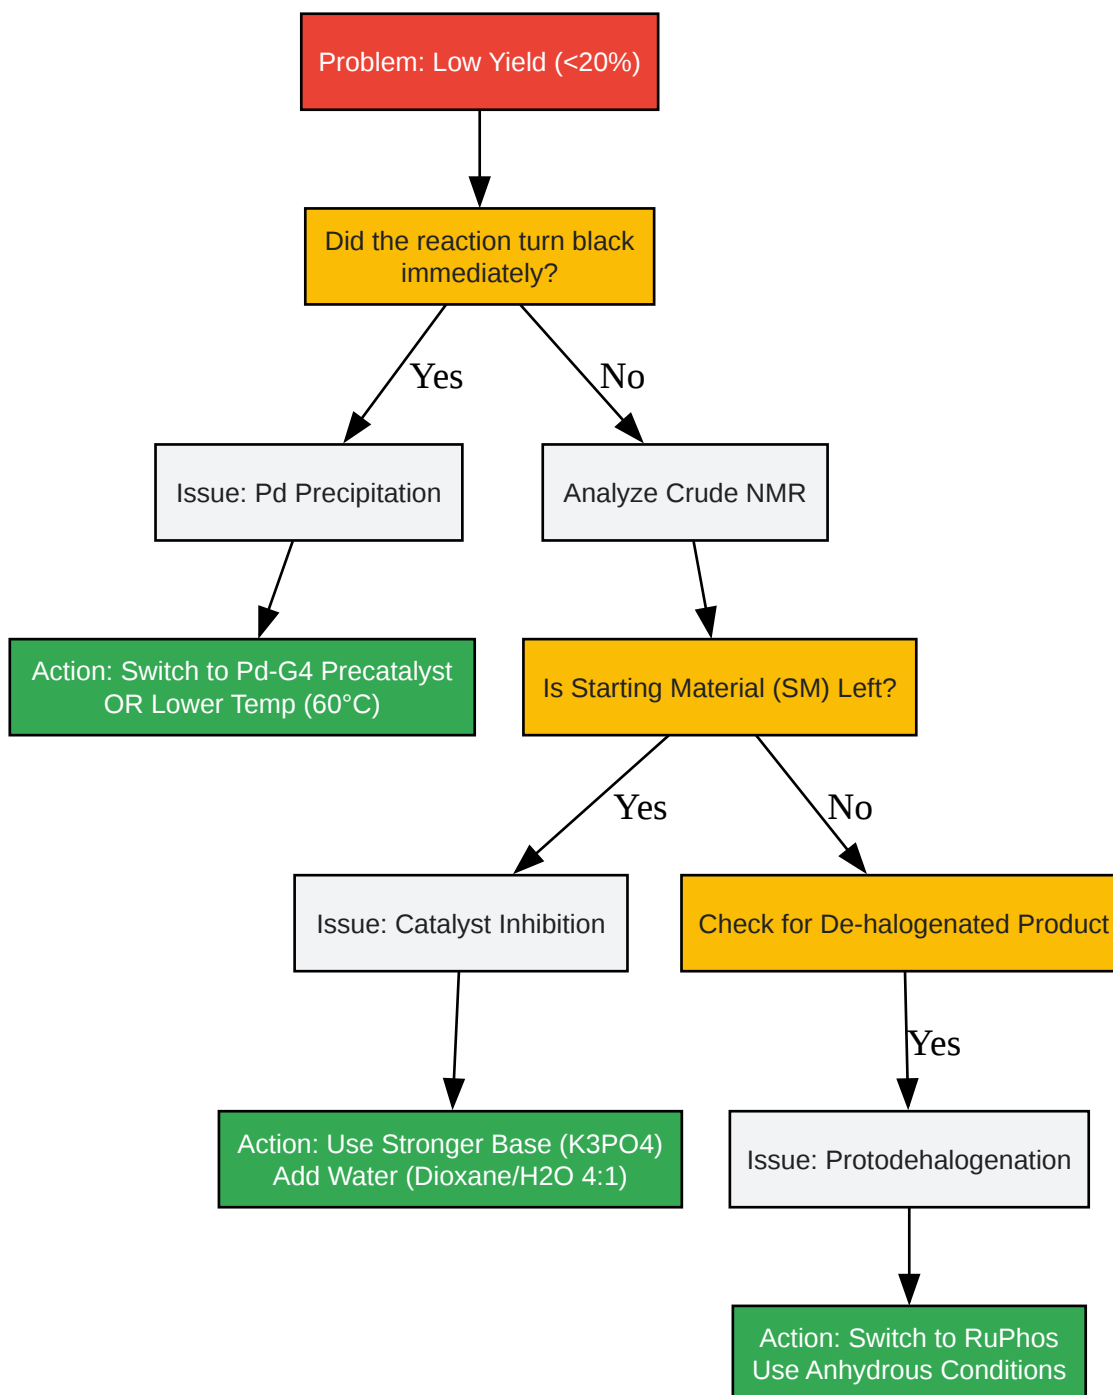 Problem: Low Yield (<20%)
Did the reaction turn black
immediately?
Yes
No
Issue: Pd Precipitation
Analyze Crude NMR
Action: Switch to Pd-G4 Precatalyst
OR Lower Temp (60°C)
Is Starting Material (SM) Left?
Yes
No
Issue: Catalyst Inhibition
Check for De-halogenated Product
Yes
Action: Use Stronger Base (K3PO4)
Add Water (Dioxane/H2O 4:1)
Issue: Protodehalogenation
Action: Switch to RuPhos
Use Anhydrous Conditions